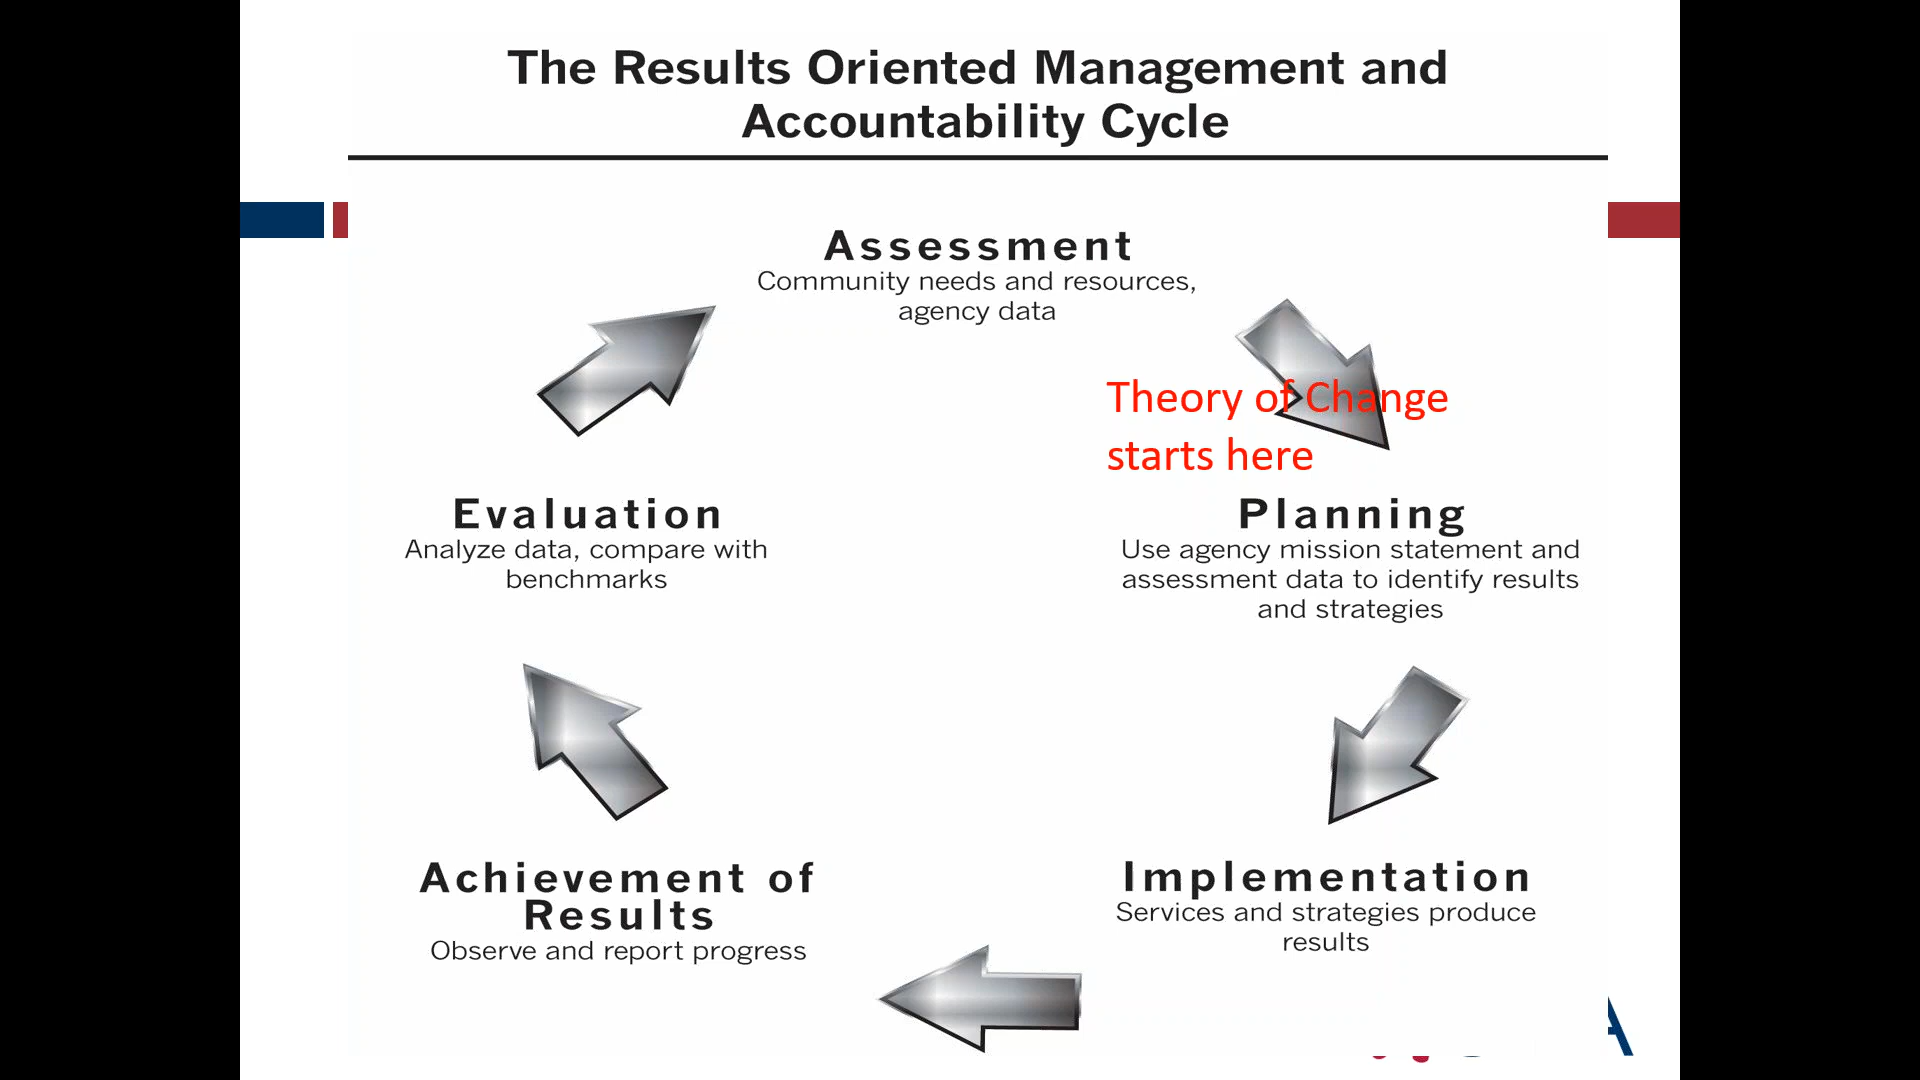 The Results Oriented Management and
Accountability Cycle
Assessment
Community needs and resources,
agency data
Theory of Change
starts here
Evaluation
Analyze data, compare with
benchmarks
Planning
Use agency mission statement and
assessment data to identify results
and strategies
Achievement of
Results
Observe and report progress
Implementation
Services and strategies produce
results